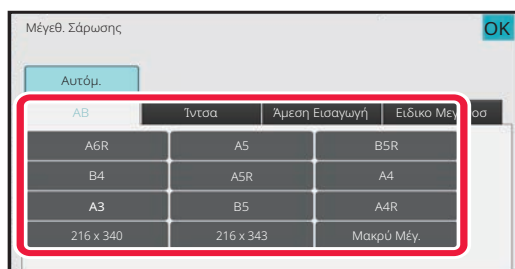 Μέγεθ. Σάρωσης OK
Αυτόμ.
AB Ίντσα Άμεση Εισαγωγή Ειδικο
A6R A5 B5R
B4 A5R A4
A3 B5 A4R
216 x 340 216 x 343 Μακρύ Μέγ.